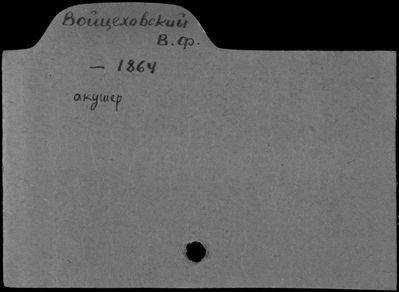 Войцеховский
В.Ф.
— 1864
акушер